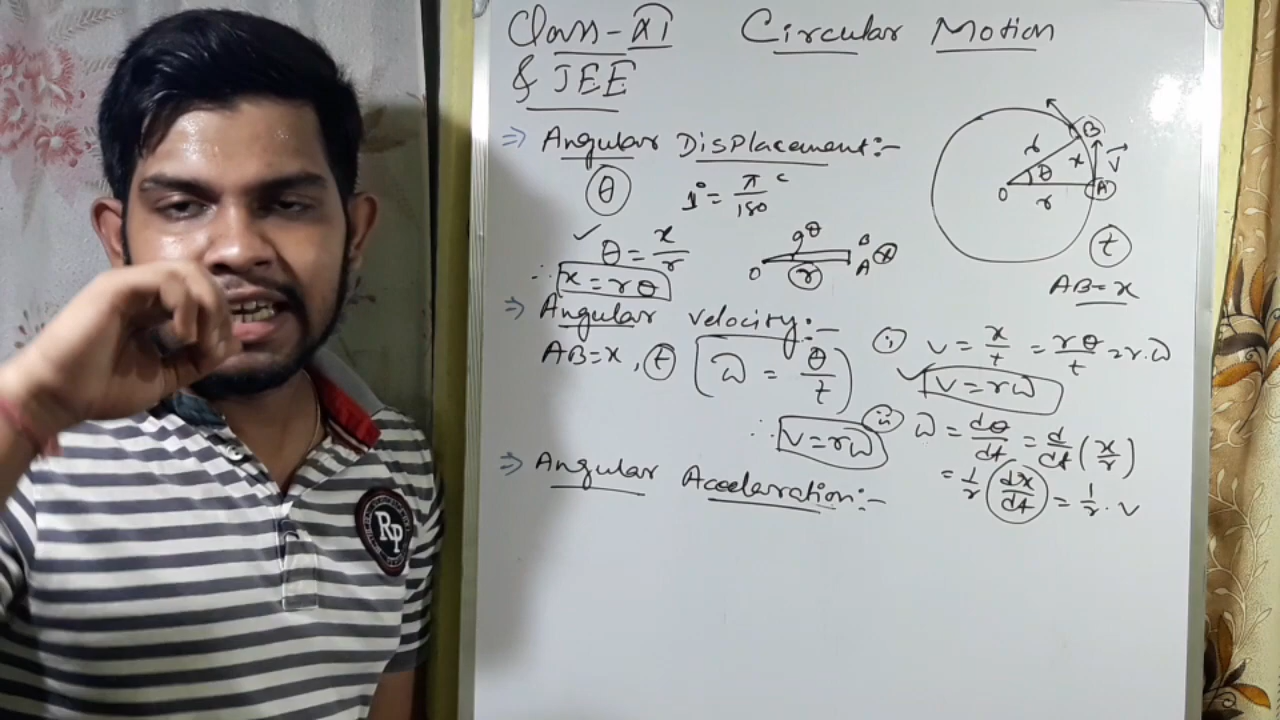 Class-XI Circular Motion
& JEE
⇒ Angular Displacement:-
θ 1° = π/180 c
✓ θ = x/r
∴ x = rθ
O θ r B A x
O θ r r x A B v⃗
t
AB = x
⇒ Angular velocity:-
AB = x, t ω = θ/t
∴ v = rω
i) v = x/t = rθ/t = r.ω
✓ v = rω
ii) ω = dθ/dt = d/dt (x/r)
= 1/r (dx/dt) = 1/r . v
⇒ Angular Acceleration:-
RP